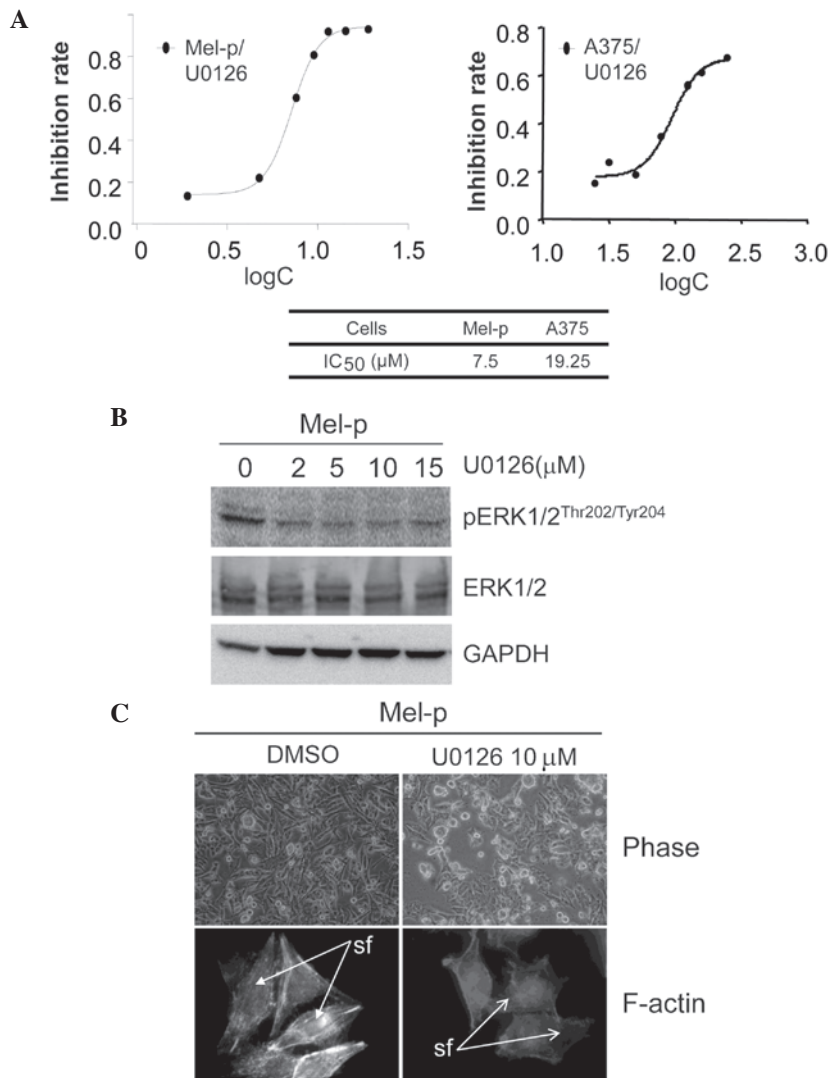 A
Inhibition rate
0.8
0.6
0.4
0.2
0.0
Mel-p/
U0126
0
0.5
1.0
1.5
logC
Inhibition rate
0.8
0.6
0.4
0.2
0.0
A375/
U0126
1.0
1.5
2.0
2.5
3.0
logC
Cells Mel-p A375
IC50 (µM) 7.5 19.25
B
Mel-p
0 2 5 10 15 U0126(µM)
pERK1/2Thr202/Tyr204
ERK1/2
GAPDH
C
Mel-p
DMSO U0126 10 µM
Phase
sf
sf
F-actin